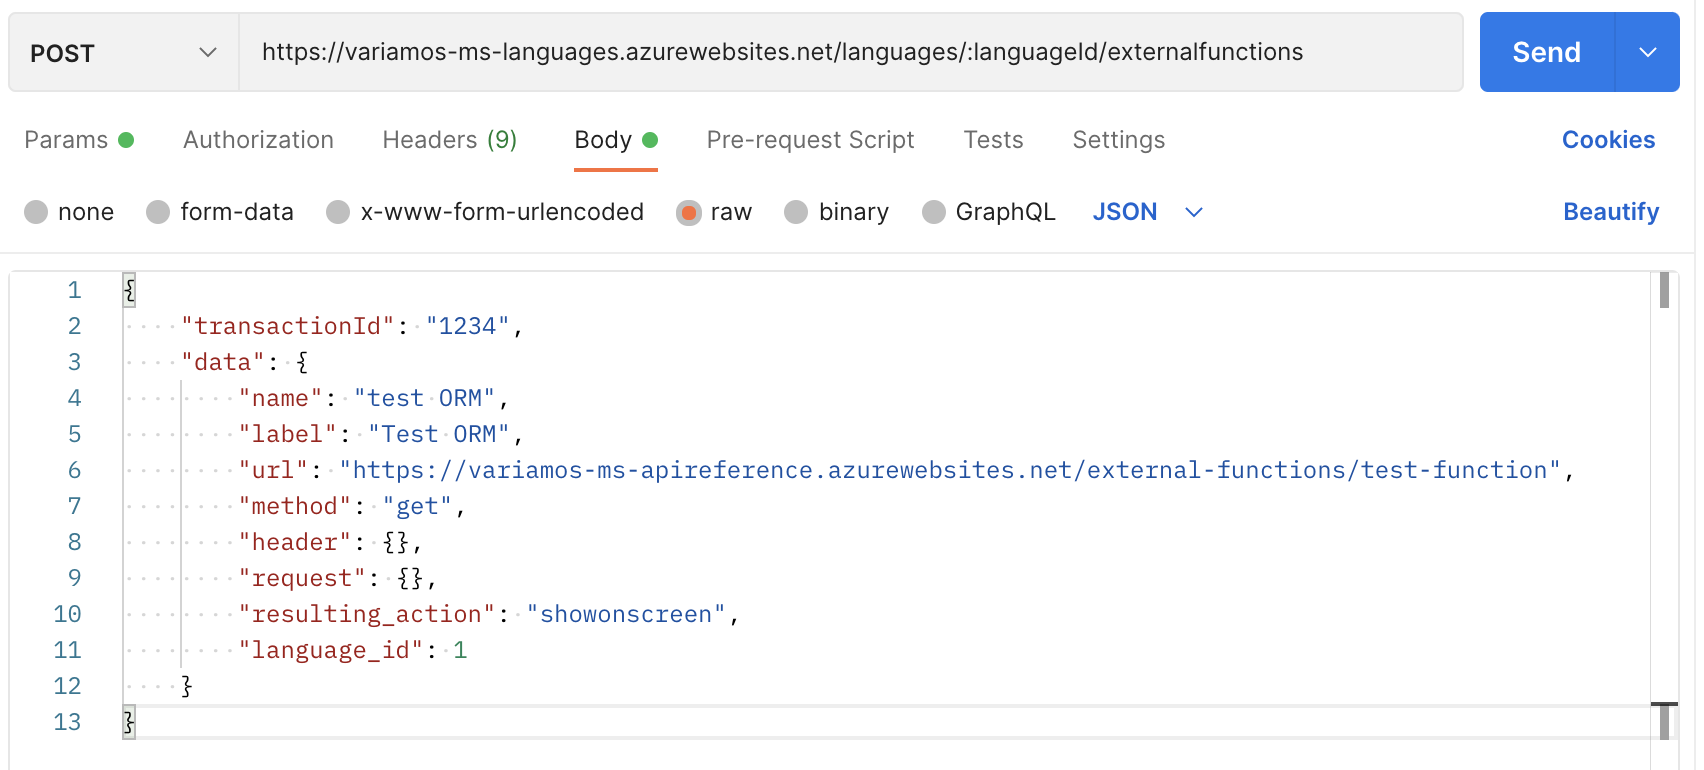 POST https://variamos-ms-languages.azurewebsites.net/languages/:languageId/externalfunctions Send
Params Authorization Headers (9) Body Pre-request Script Tests Settings Cookies
none form-data x-www-form-urlencoded raw binary GraphQL JSON Beautify
1 {
2 "transactionId": "1234",
3 "data": {
4 "name": "test ORM",
5 "label": "Test ORM",
6 "url": "https://variamos-ms-apireference.azurewebsites.net/external-functions/test-function",
7 "method": "get",
8 "header": {},
9 "request": {},
10 "resulting_action": "showonscreen",
11 "language_id": 1
12 }
13 }